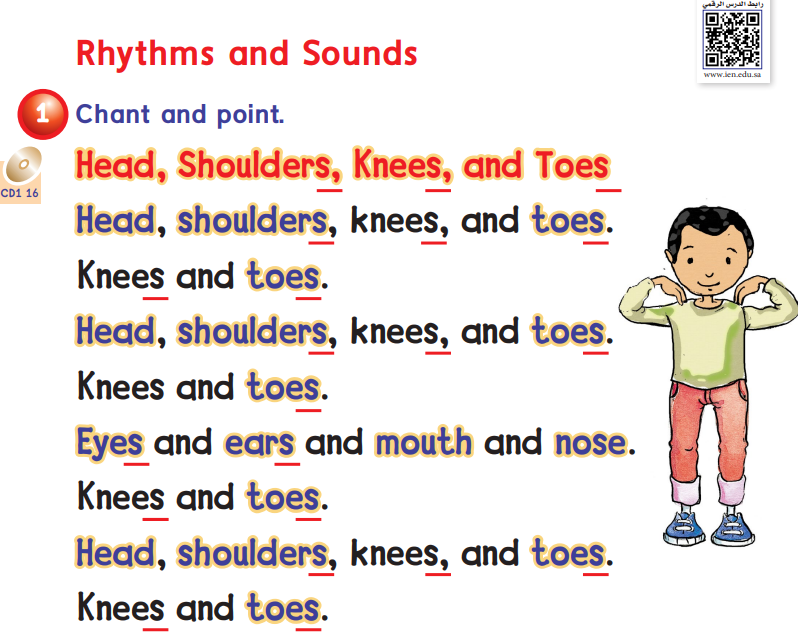 رابط الدرس الرقمي
www.ien.edu.sa
Rhythms and Sounds
1 Chant and point.
CD1 16
Head, Shoulders, Knees, and Toes
Head, shoulders, knees, and toes.
Knees and toes.
Head, shoulders, knees, and toes.
Knees and toes.
Eyes and ears and mouth and nose.
Knees and toes.
Head, shoulders, knees, and toes.
Knees and toes.